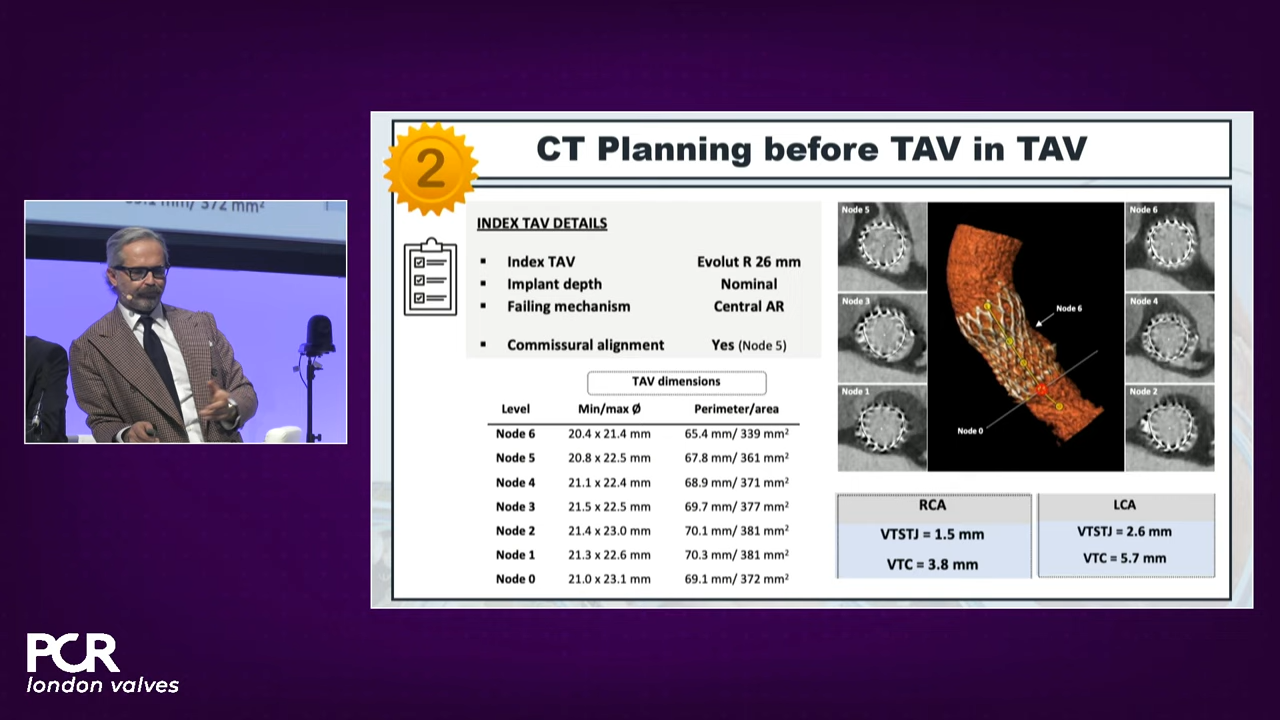 CT Planning before TAV in TAV
2
INDEX TAV DETAILS
▪ Index TAV Evolut R 26 mm
▪ Implant depth Nominal
▪ Failing mechanism Central AR
▪ Commissural alignment Yes (Node 5)
TAV dimensions
Level Min/max Ø Perimeter/area
Node 6 20.4 x 21.4 mm 65.4 mm/ 339 mm²
Node 5 20.8 x 22.5 mm 67.8 mm/ 361 mm²
Node 4 21.1 x 22.4 mm 68.9 mm/ 371 mm²
Node 3 21.5 x 22.5 mm 69.7 mm/ 377 mm²
Node 2 21.4 x 23.0 mm 70.1 mm/ 381 mm²
Node 1 21.3 x 22.6 mm 70.3 mm/ 381 mm²
Node 0 21.0 x 23.1 mm 69.1 mm/ 372 mm²
Node 5
Node 3
Node 1
Node 6
Node 0
Node 6
Node 4
Node 2
RCA
VTSTJ = 1.5 mm
VTC = 3.8 mm
LCA
VTSTJ = 2.6 mm
VTC = 5.7 mm
mm/ 372 mm²
PCR
london valves